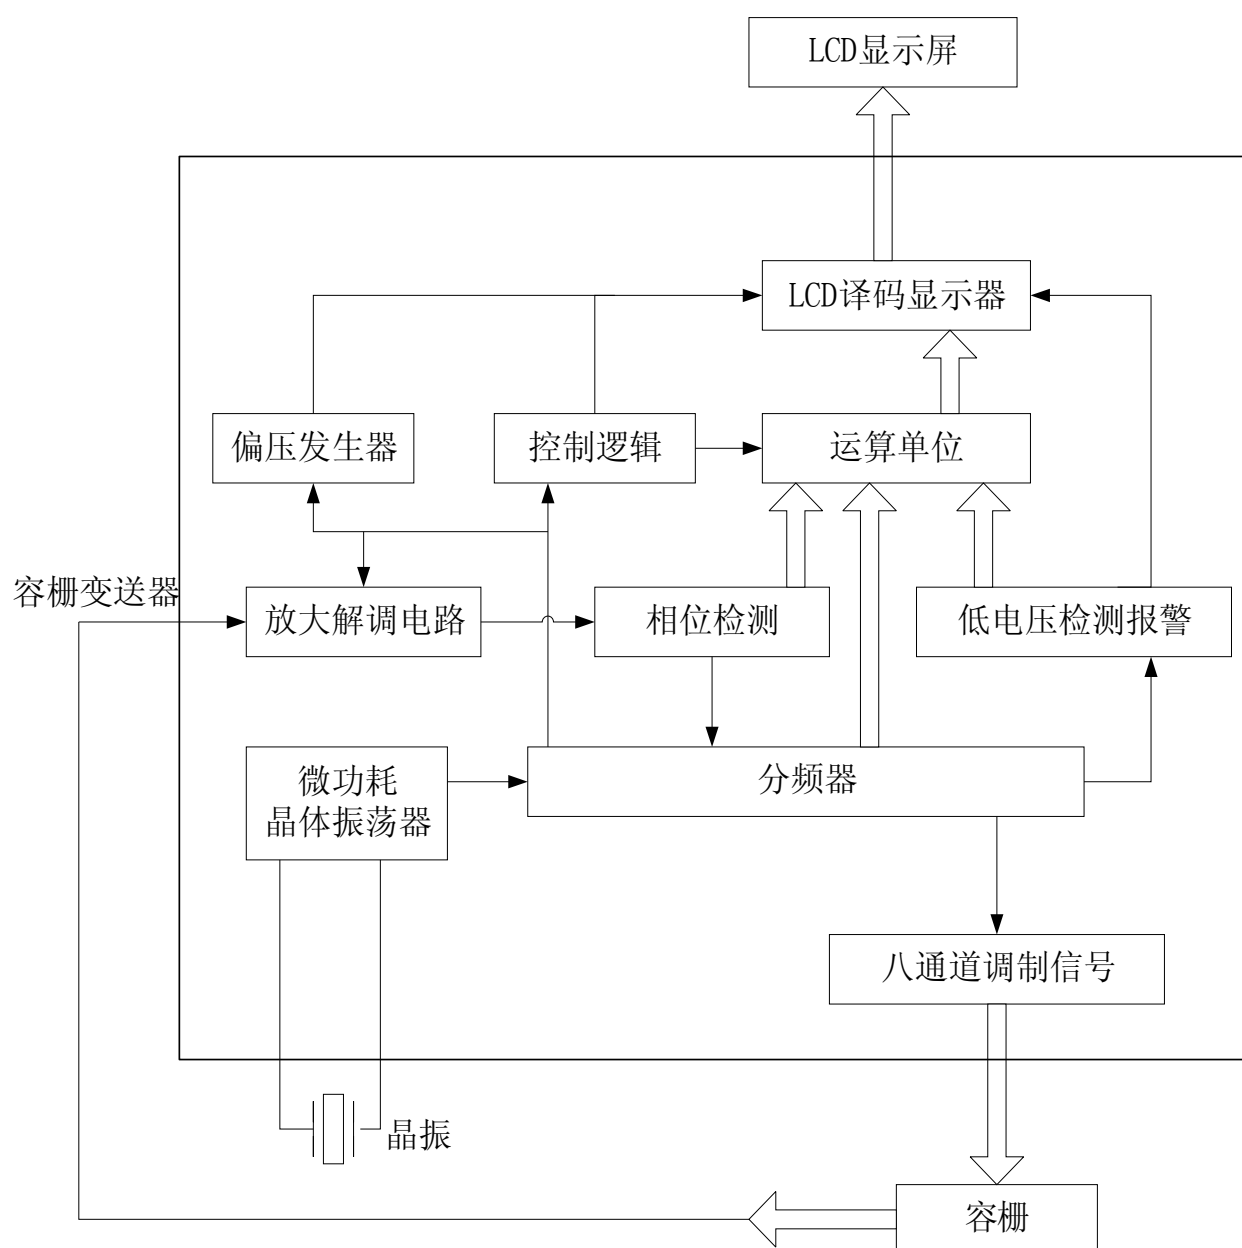 LCD显示屏
LCD译码显示器
偏压发生器
控制逻辑
运算单位
容栅变送器
放大解调电路
相位检测
低电压检测报警
微功耗
晶体振荡器
分频器
八通道调制信号
晶振
容栅